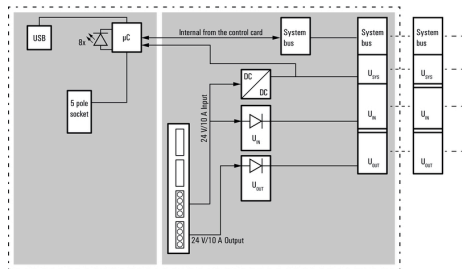 USB
8x
µC
Internal from the control card
System
bus
System
bus
System
bus
5 pole
socket
DC
DC
U_SYS
U_SYS
24 V/10 A Input
U_IN
U_IN
U_IN
U_OUT
U_OUT
U_OUT
24 V/10 A Output